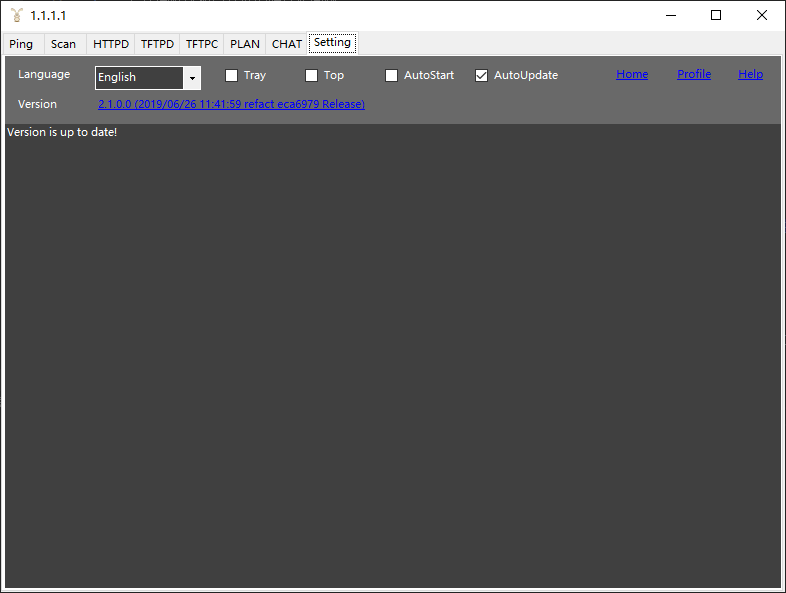 1.1.1.1
Ping Scan HTTPD TFTPD TFTPC PLAN CHAT Setting
Language English Tray Top AutoStart AutoUpdate Home Profile Help
Version 2.1.0.0 (2019/06/26 11:41:59 refact eca6979 Release)
Version is up to date!